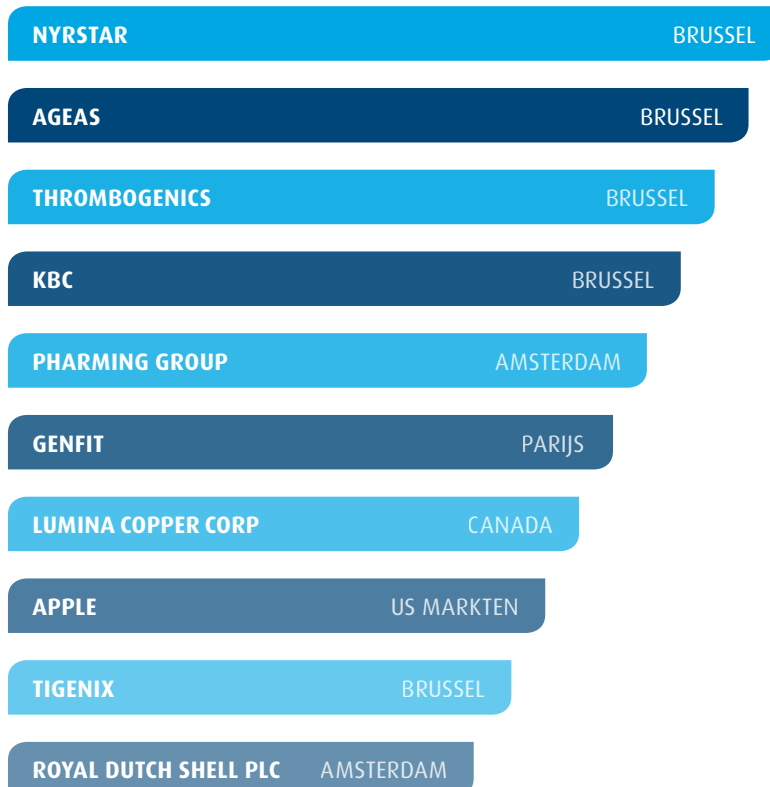 NYRSTAR BRUSSEL
AGEAS BRUSSEL
THROMBOGENICS BRUSSEL
KBC BRUSSEL
PHARMING GROUP AMSTERDAM
GENFIT PARIJS
LUMINA COPPER CORP CANADA
APPLE US MARKTEN
TIGENIX BRUSSEL
ROYAL DUTCH SHELL PLC AMSTERDAM